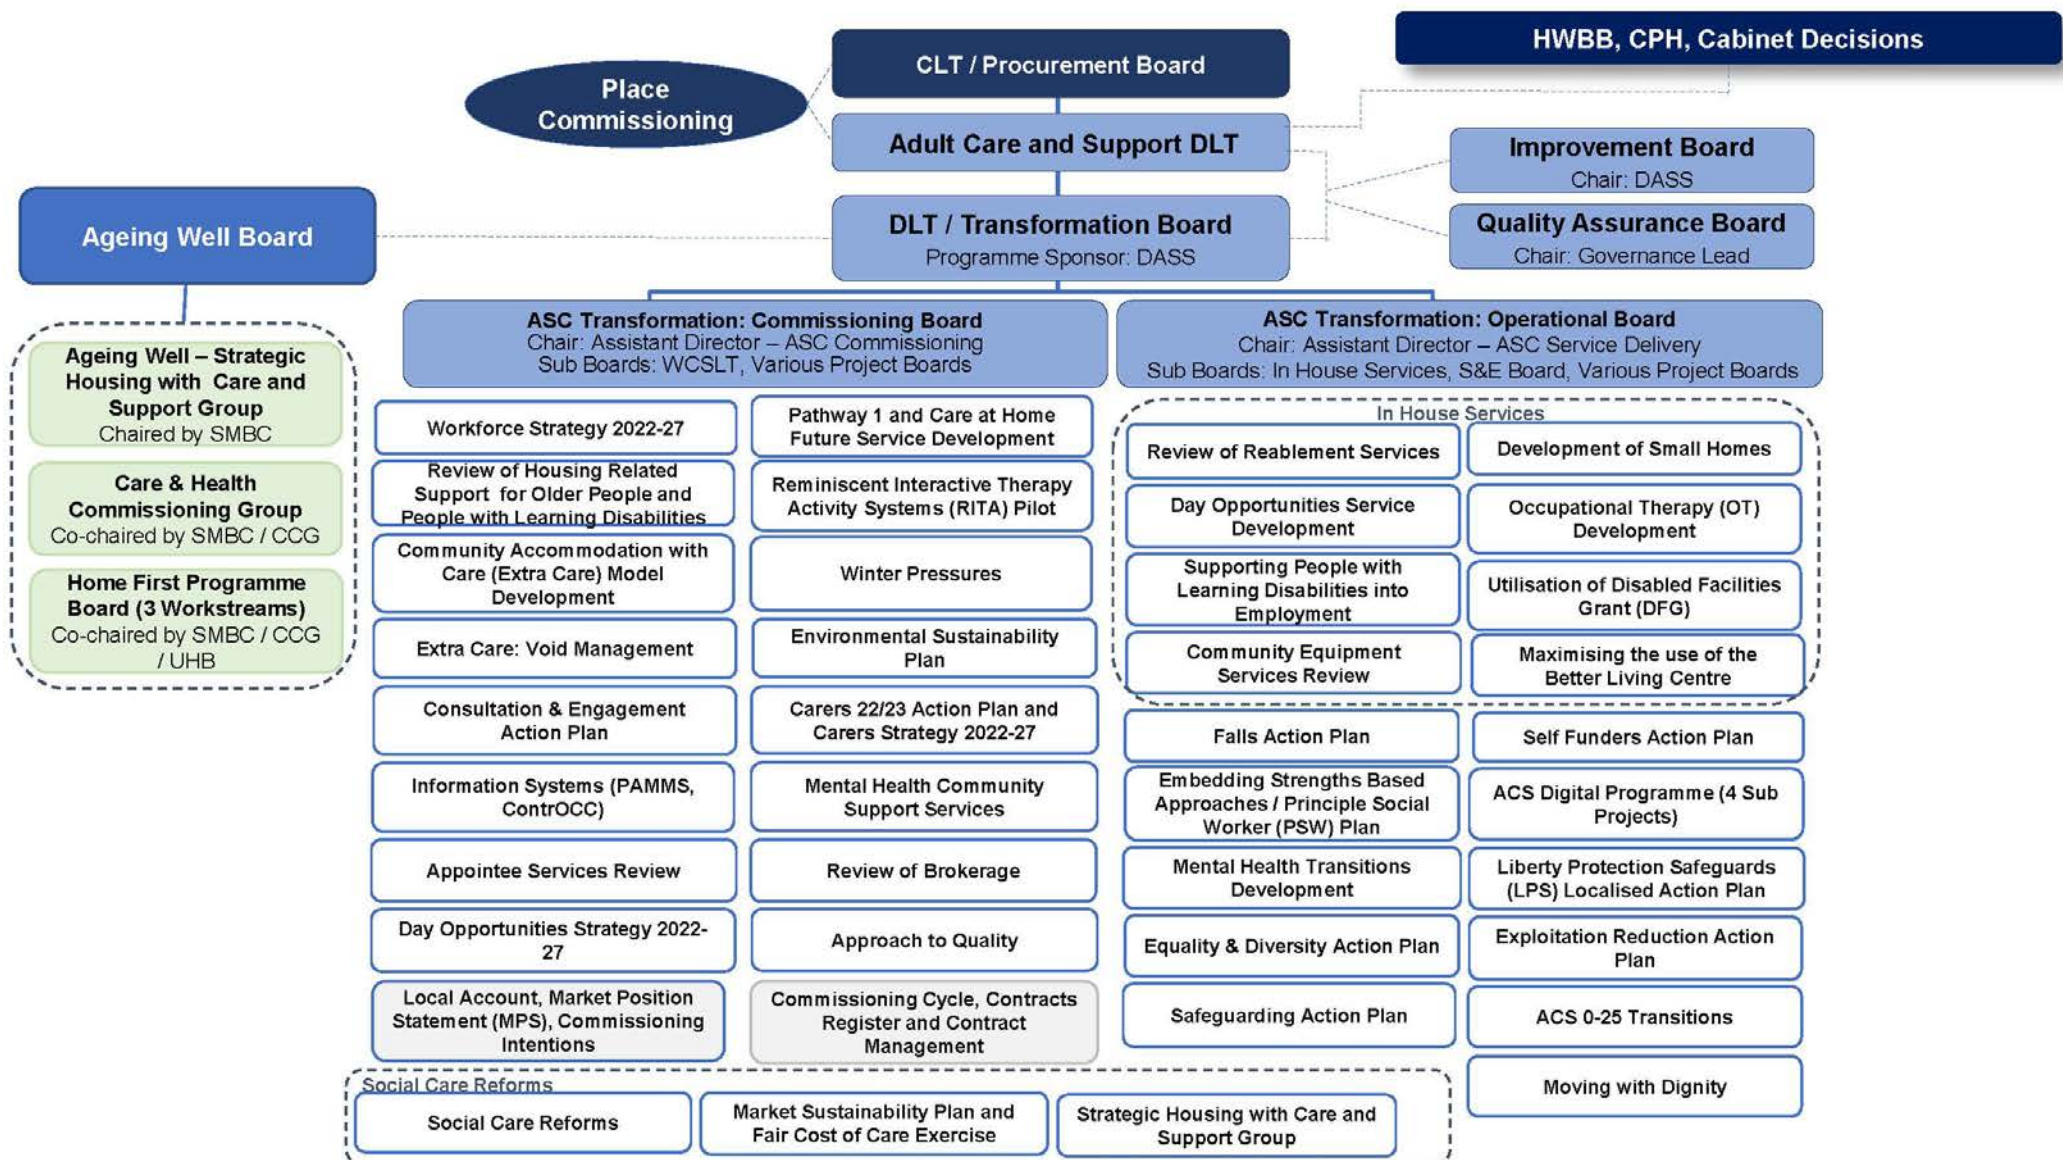 HWBB, CPH, Cabinet Decisions
CLT / Procurement Board
Place
Commissioning
Adult Care and Support DLT
Improvement Board
Chair: DASS
Ageing Well Board
DLT / Transformation Board
Programme Sponsor: DASS
Quality Assurance Board
Chair: Governance Lead
Ageing Well – Strategic
Housing with Care and
Support Group
Chaired by SMBC
Care & Health
Commissioning Group
Co-chaired by SMBC / CCG
Home First Programme
Board (3 Workstreams)
Co-chaired by SMBC / CCG
/ UHB
ASC Transformation: Commissioning Board
Chair: Assistant Director – ASC Commissioning
Sub Boards: WCSLT, Various Project Boards
Workforce Strategy 2022-27
Pathway 1 and Care at Home
Future Service Development
Review of Housing Related
Support for Older People and
People with Learning Disabilities
Reminiscent Interactive Therapy
Activity Systems (RITA) Pilot
Community Accommodation with
Care (Extra Care) Model
Development
Winter Pressures
Extra Care: Void Management
Environmental Sustainability
Plan
Consultation & Engagement
Action Plan
Carers 22/23 Action Plan and
Carers Strategy 2022-27
Information Systems (PAMMS,
ContrOCC)
Mental Health Community
Support Services
Appointee Services Review
Review of Brokerage
Day Opportunities Strategy 2022-
27
Approach to Quality
Local Account, Market Position
Statement (MPS), Commissioning
Intentions
Commissioning Cycle, Contracts
Register and Contract
Management
ASC Transformation: Operational Board
Chair: Assistant Director – ASC Service Delivery
Sub Boards: In House Services, S&E Board, Various Project Boards
In House Services
Review of Reablement Services
Development of Small Homes
Day Opportunities Service
Development
Occupational Therapy (OT)
Development
Supporting People with
Learning Disabilities into
Employment
Utilisation of Disabled Facilities
Grant (DFG)
Community Equipment
Services Review
Maximising the use of the
Better Living Centre
Falls Action Plan
Self Funders Action Plan
Embedding Strengths Based
Approaches / Principle Social
Worker (PSW) Plan
ACS Digital Programme (4 Sub
Projects)
Mental Health Transitions
Development
Liberty Protection Safeguards
(LPS) Localised Action Plan
Equality & Diversity Action Plan
Exploitation Reduction Action
Plan
Safeguarding Action Plan
ACS 0-25 Transitions
Moving with Dignity
Social Care Reforms
Social Care Reforms
Market Sustainability Plan and
Fair Cost of Care Exercise
Strategic Housing with Care and
Support Group